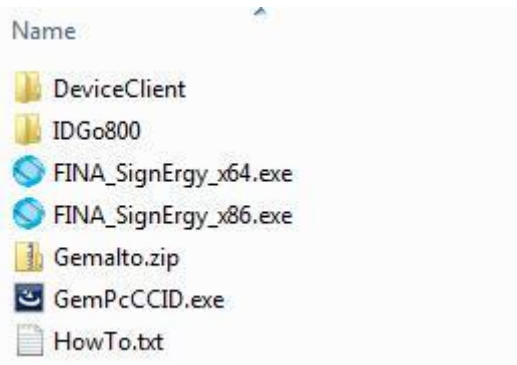 Name
DeviceClient
IDGo800
FINA_SignErgy_x64.exe
FINA_SignErgy_x86.exe
Gemalto.zip
GemPcCCID.exe
HowTo.txt